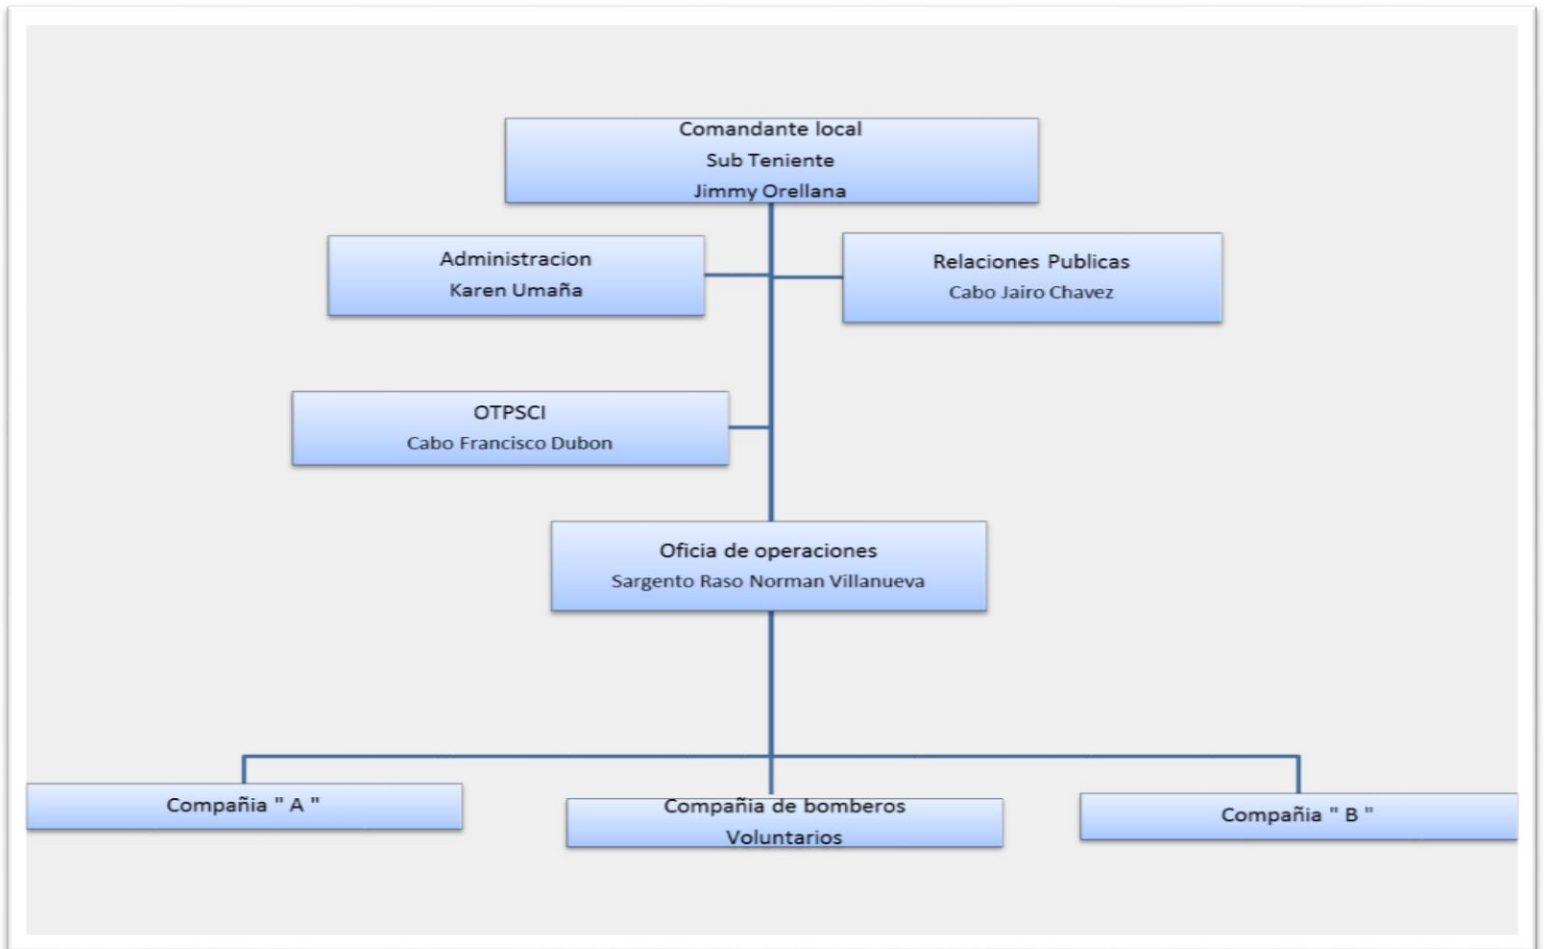 Comandante local
Sub Teniente
Jimmy Orellana
Administracion
Karen Umaña
Relaciones Publicas
Cabo Jairo Chavez
OTPSCI
Cabo Francisco Dubon
Oficia de operaciones
Sargento Raso Norman Villanueva
Compañia " A "
Compañia de bomberos
Voluntarios
Compañia " B "